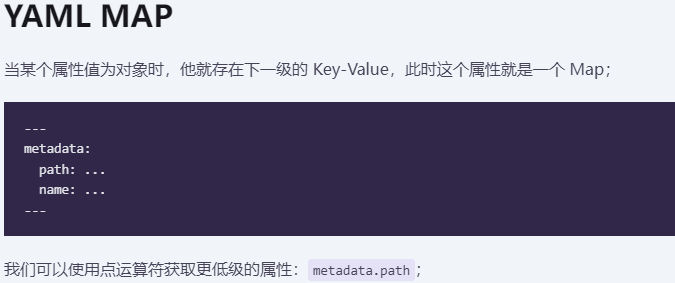 YAML MAP
当某个属性值为对象时，他就存在下一级的 Key-Value，此时这个属性就是一个 Map；
---
metadata:
  path: ...
  name: ...
---
我们可以使用点运算符获取更低级的属性：metadata.path；